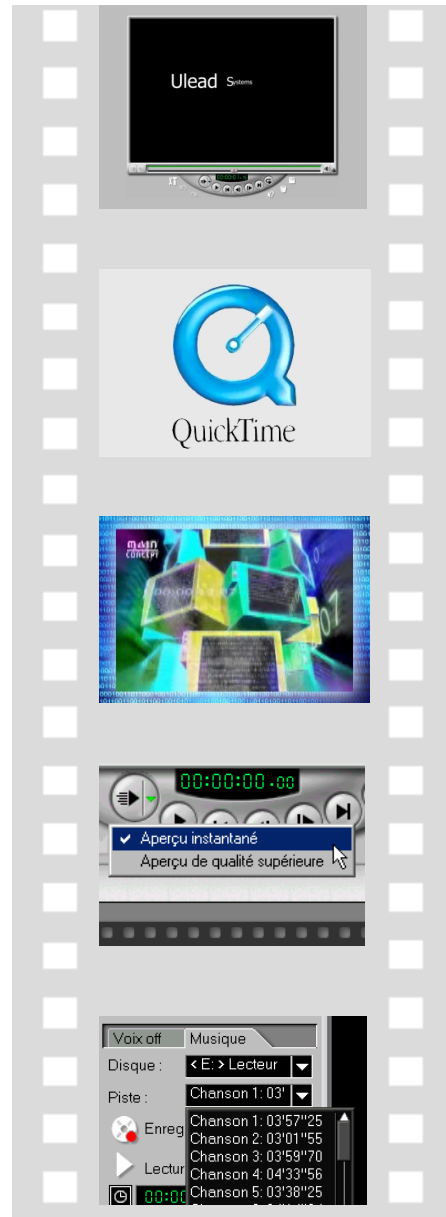 Ulead Systems
QuickTime
main
concept
00:00:00.00
Aperçu instantané
Aperçu de qualité supérieure
Voix off Musique
Disque : < E: > Lecteur
Piste : Chanson 1: 03'
Chanson 1: 03'57"25
Enreg Chanson 2: 03'01"55
Chanson 3: 03'59"70
Lectur Chanson 4: 04'33"56
00:00 Chanson 5: 03'38"25